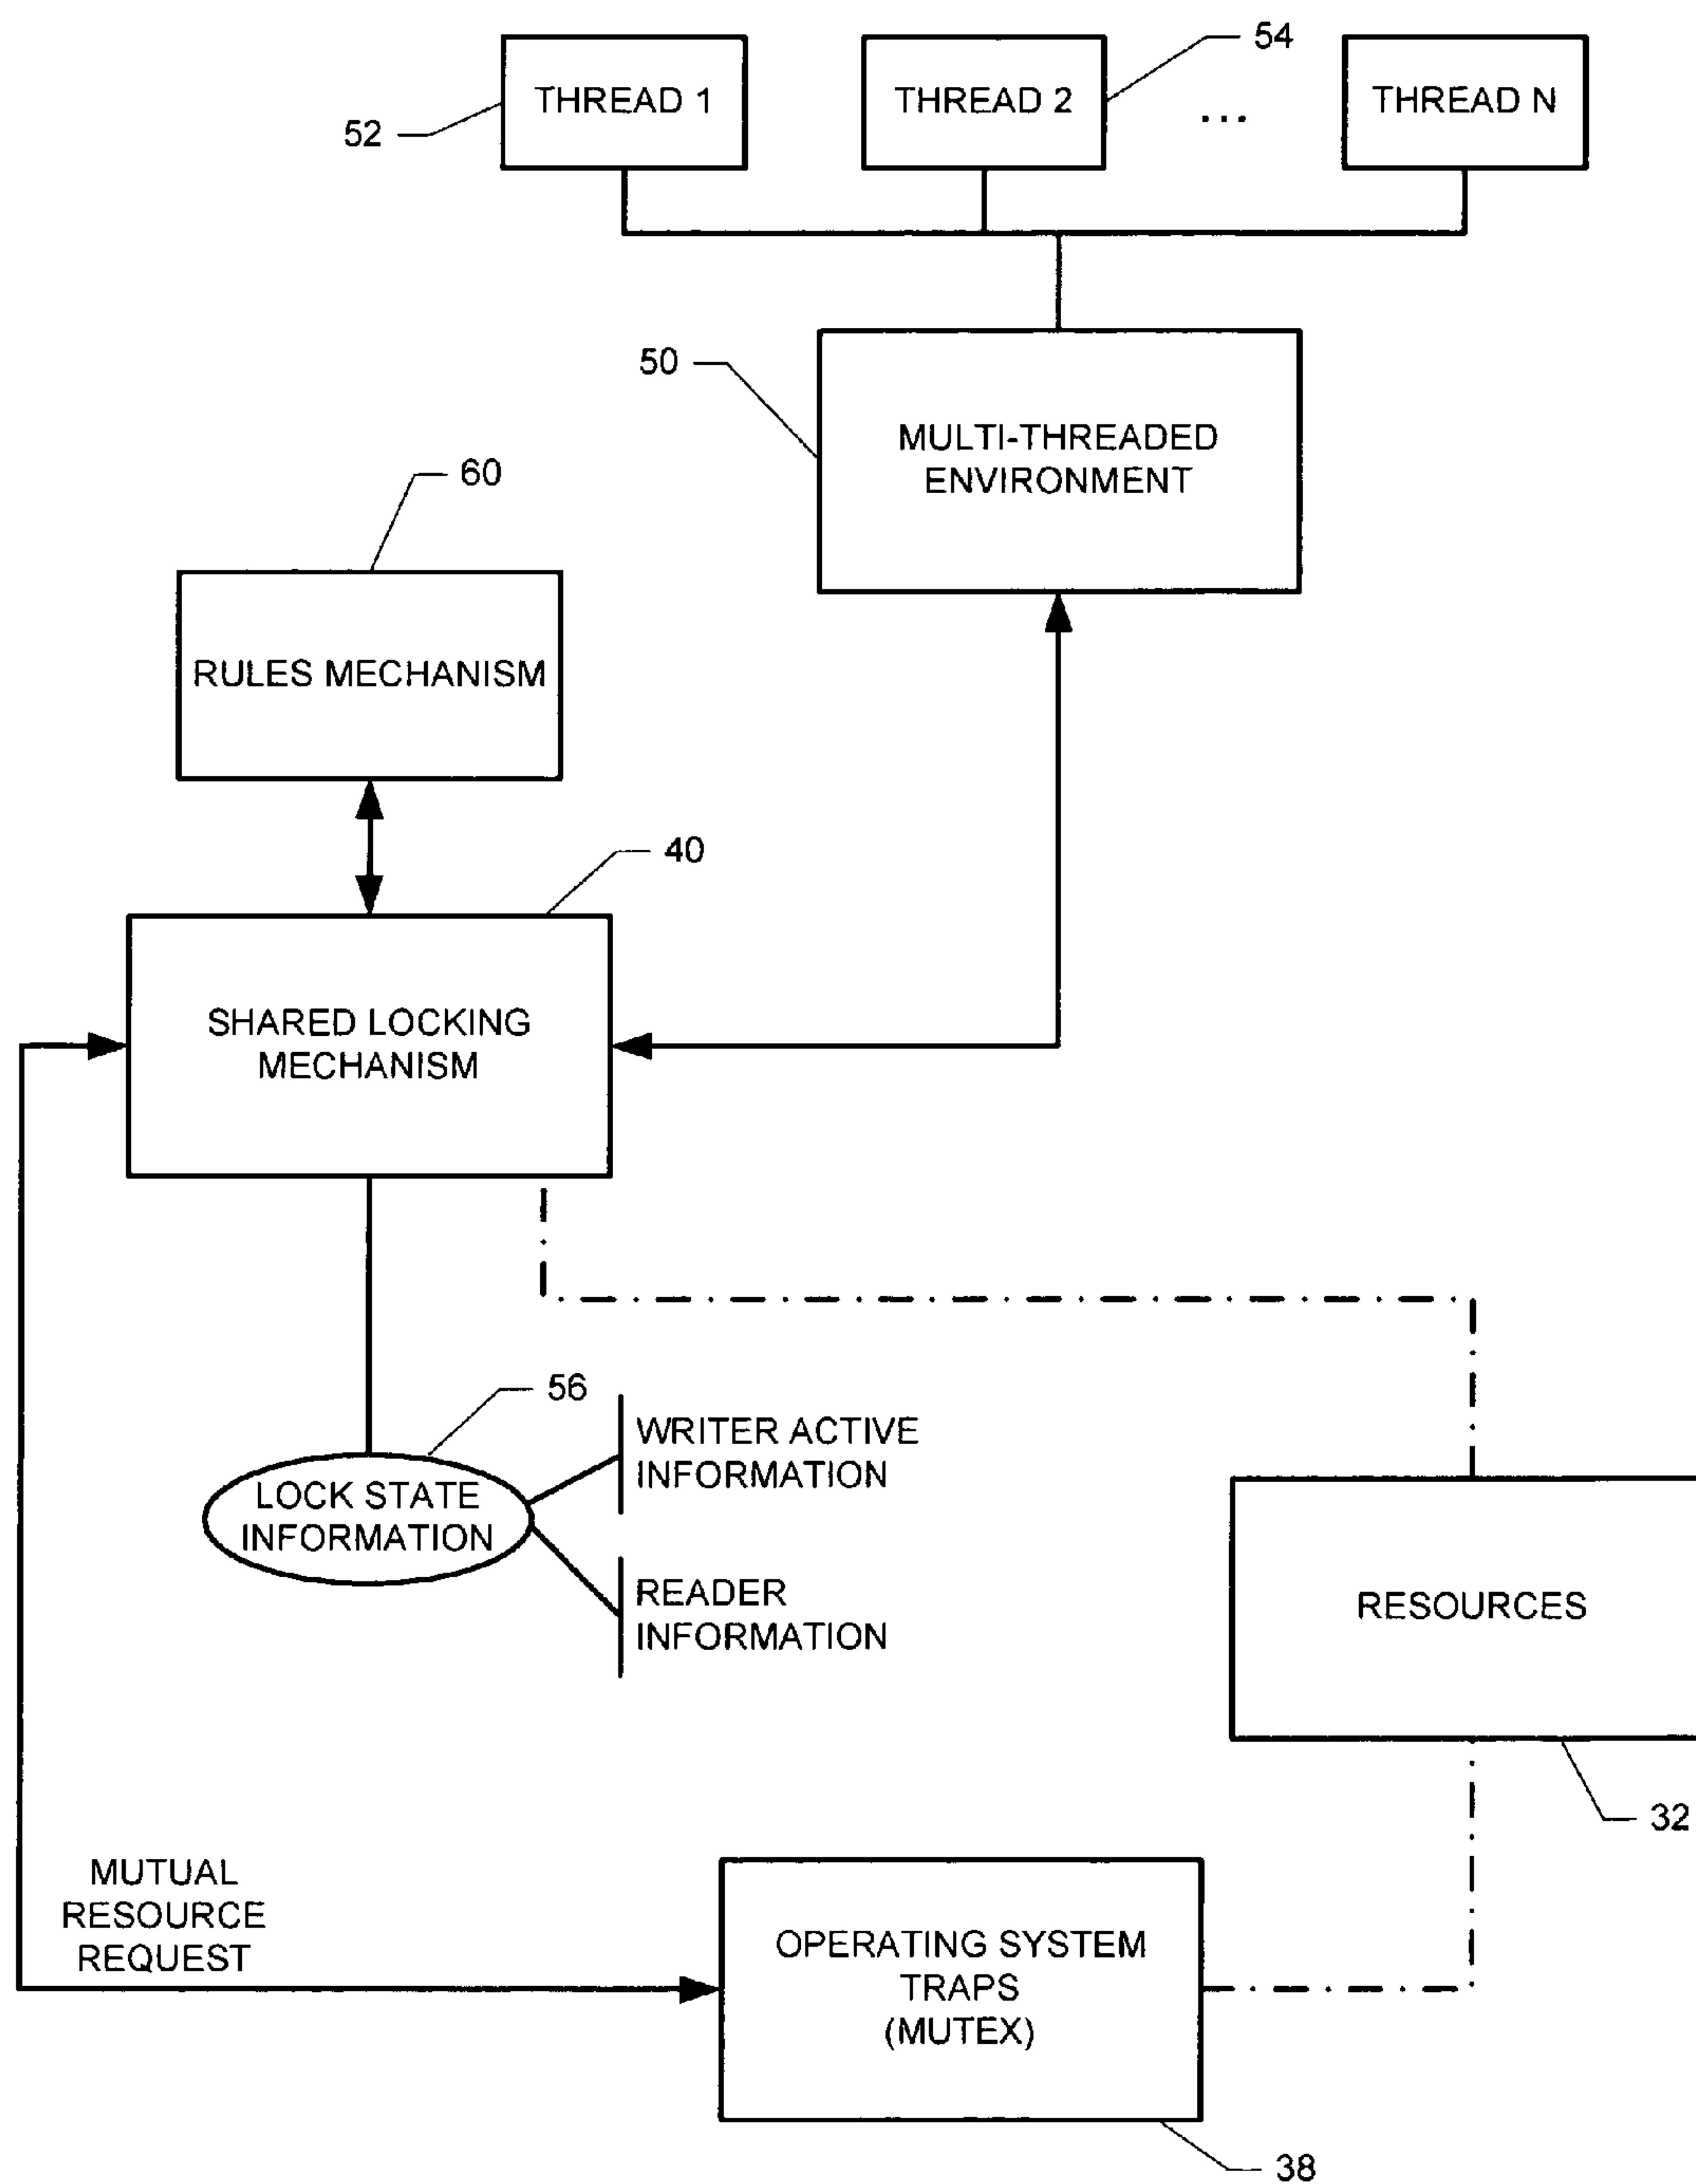 54
THREAD 1
THREAD 2
...
THREAD N
52
50
MULTI-THREADED
ENVIRONMENT
60
RULES MECHANISM
40
SHARED LOCKING
MECHANISM
56
LOCK STATE
INFORMATION
WRITER ACTIVE
INFORMATION
READER
INFORMATION
RESOURCES
32
MUTUAL
RESOURCE
REQUEST
OPERATING SYSTEM
TRAPS
(MUTEX)
38